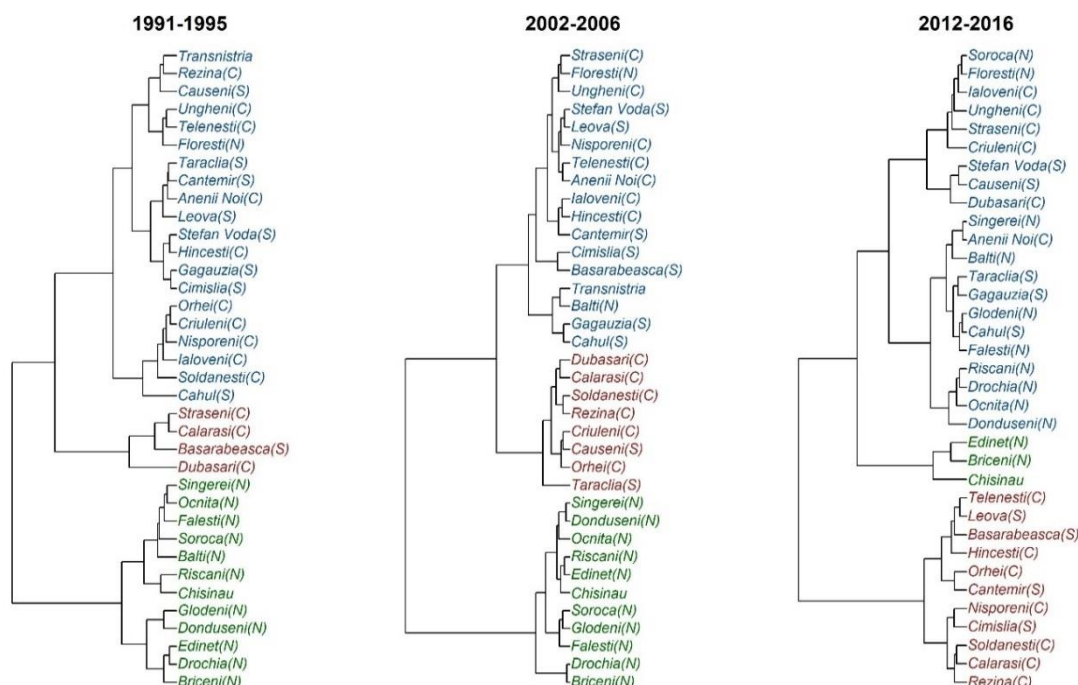 1991-1995
Transnistria
Rezina(C)
Causeni(S)
Ungheni(C)
Telenesti(C)
Floresti(N)
Taraclia(S)
Cantemir(S)
Anenii Noi(C)
Leova(S)
Stefan Voda(S)
Hincesti(C)
Gagauzia(S)
Cimislia(S)
Orhei(C)
Criuleni(C)
Nisporeni(C)
Ialoveni(C)
Soldanesti(C)
Cahul(S)
Straseni(C)
Calarasi(C)
Basarabeasca(S)
Dubasari(C)
Singerei(N)
Ocnita(N)
Falesti(N)
Soroca(N)
Balti(N)
Riscani(N)
Chisinau
Glodeni(N)
Donduseni(N)
Edinet(N)
Drochia(N)
Briceni(N)
2002-2006
Straseni(C)
Floresti(N)
Ungheni(C)
Stefan Voda(S)
Leova(S)
Nisporeni(C)
Telenesti(C)
Anenii Noi(C)
Ialoveni(C)
Hincesti(C)
Cantemir(S)
Cimislia(S)
Basarabeasca(S)
Transnistria
Balti(N)
Gagauzia(S)
Cahul(S)
Dubasari(C)
Calarasi(C)
Soldanesti(C)
Rezina(C)
Criuleni(C)
Causeni(S)
Orhei(C)
Taraclia(S)
Singerei(N)
Donduseni(N)
Ocnita(N)
Riscani(N)
Edinet(N)
Chisinau
Soroca(N)
Glodeni(N)
Falesti(N)
Drochia(N)
Briceni(N)
2012-2016
Soroca(N)
Floresti(N)
Ialoveni(C)
Ungheni(C)
Straseni(C)
Criuleni(C)
Stefan Voda(S)
Causeni(S)
Dubasari(C)
Singerei(N)
Anenii Noi(C)
Balti(N)
Taraclia(S)
Gagauzia(S)
Glodeni(N)
Cahul(S)
Falesti(N)
Riscani(N)
Drochia(N)
Ocnita(N)
Donduseni(N)
Edinet(N)
Briceni(N)
Chisinau
Telenesti(C)
Leova(S)
Basarabeasca(S)
Hincesti(C)
Orhei(C)
Cantemir(S)
Nisporeni(C)
Cimislia(S)
Soldanesti(C)
Calarasi(C)
Rezina(C)